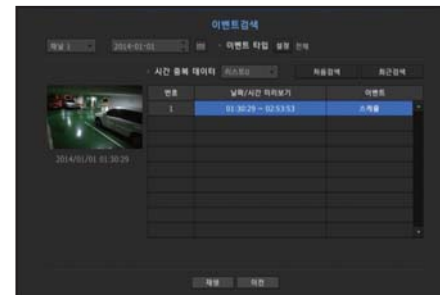 이벤트검색
채널 1 2014-01-01 이벤트 타입 설정 전체
시간 중복 데이터 리스트0 처음검색 최근검색
번호 날짜/시간 미리보기 이벤트
1 01:30:29 ~ 02:53:53 스케줄
2014/01/01 01:30:29
재생 이전